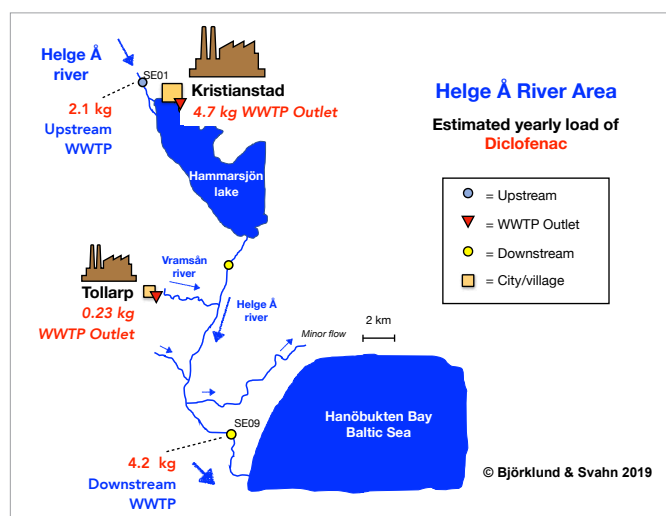 Helge Å
river
SE01
Kristianstad
4.7 kg WWTP Outlet
2.1 kg
Upstream
WWTP
Hammarsjön
lake
Helge Å River Area
Estimated yearly load of
Diclofenac
= Upstream
= WWTP Outlet
= Downstream
= City/village
Vramsån
river
Tollarp
0.23 kg
WWTP Outlet
Helge Å
river
2 km
Minor flow
Hanöbukten Bay
Baltic Sea
SE09
4.2 kg
Downstream
WWTP
© Björklund & Svahn 2019